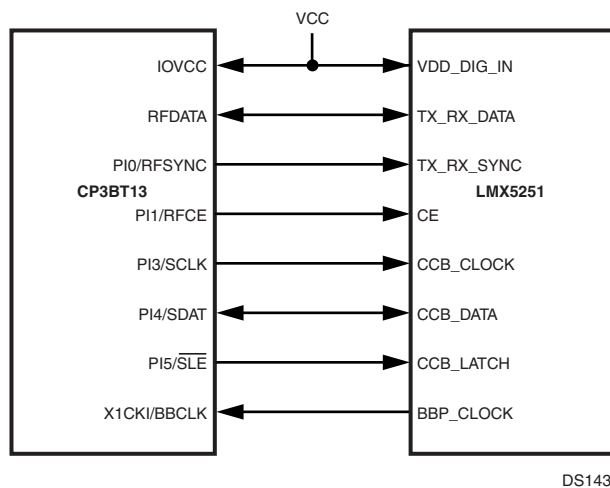 VCC
IOVCC VDD_DIG_IN
RFDATA TX_RX_DATA
PI0/RFSYNC TX_RX_SYNC
CP3BT13 LMX5251
PI1/RFCE CE
PI3/SCLK CCB_CLOCK
PI4/SDAT CCB_DATA
PI5/SLE CCB_LATCH
X1CKI/BBCLK BBP_CLOCK
DS143